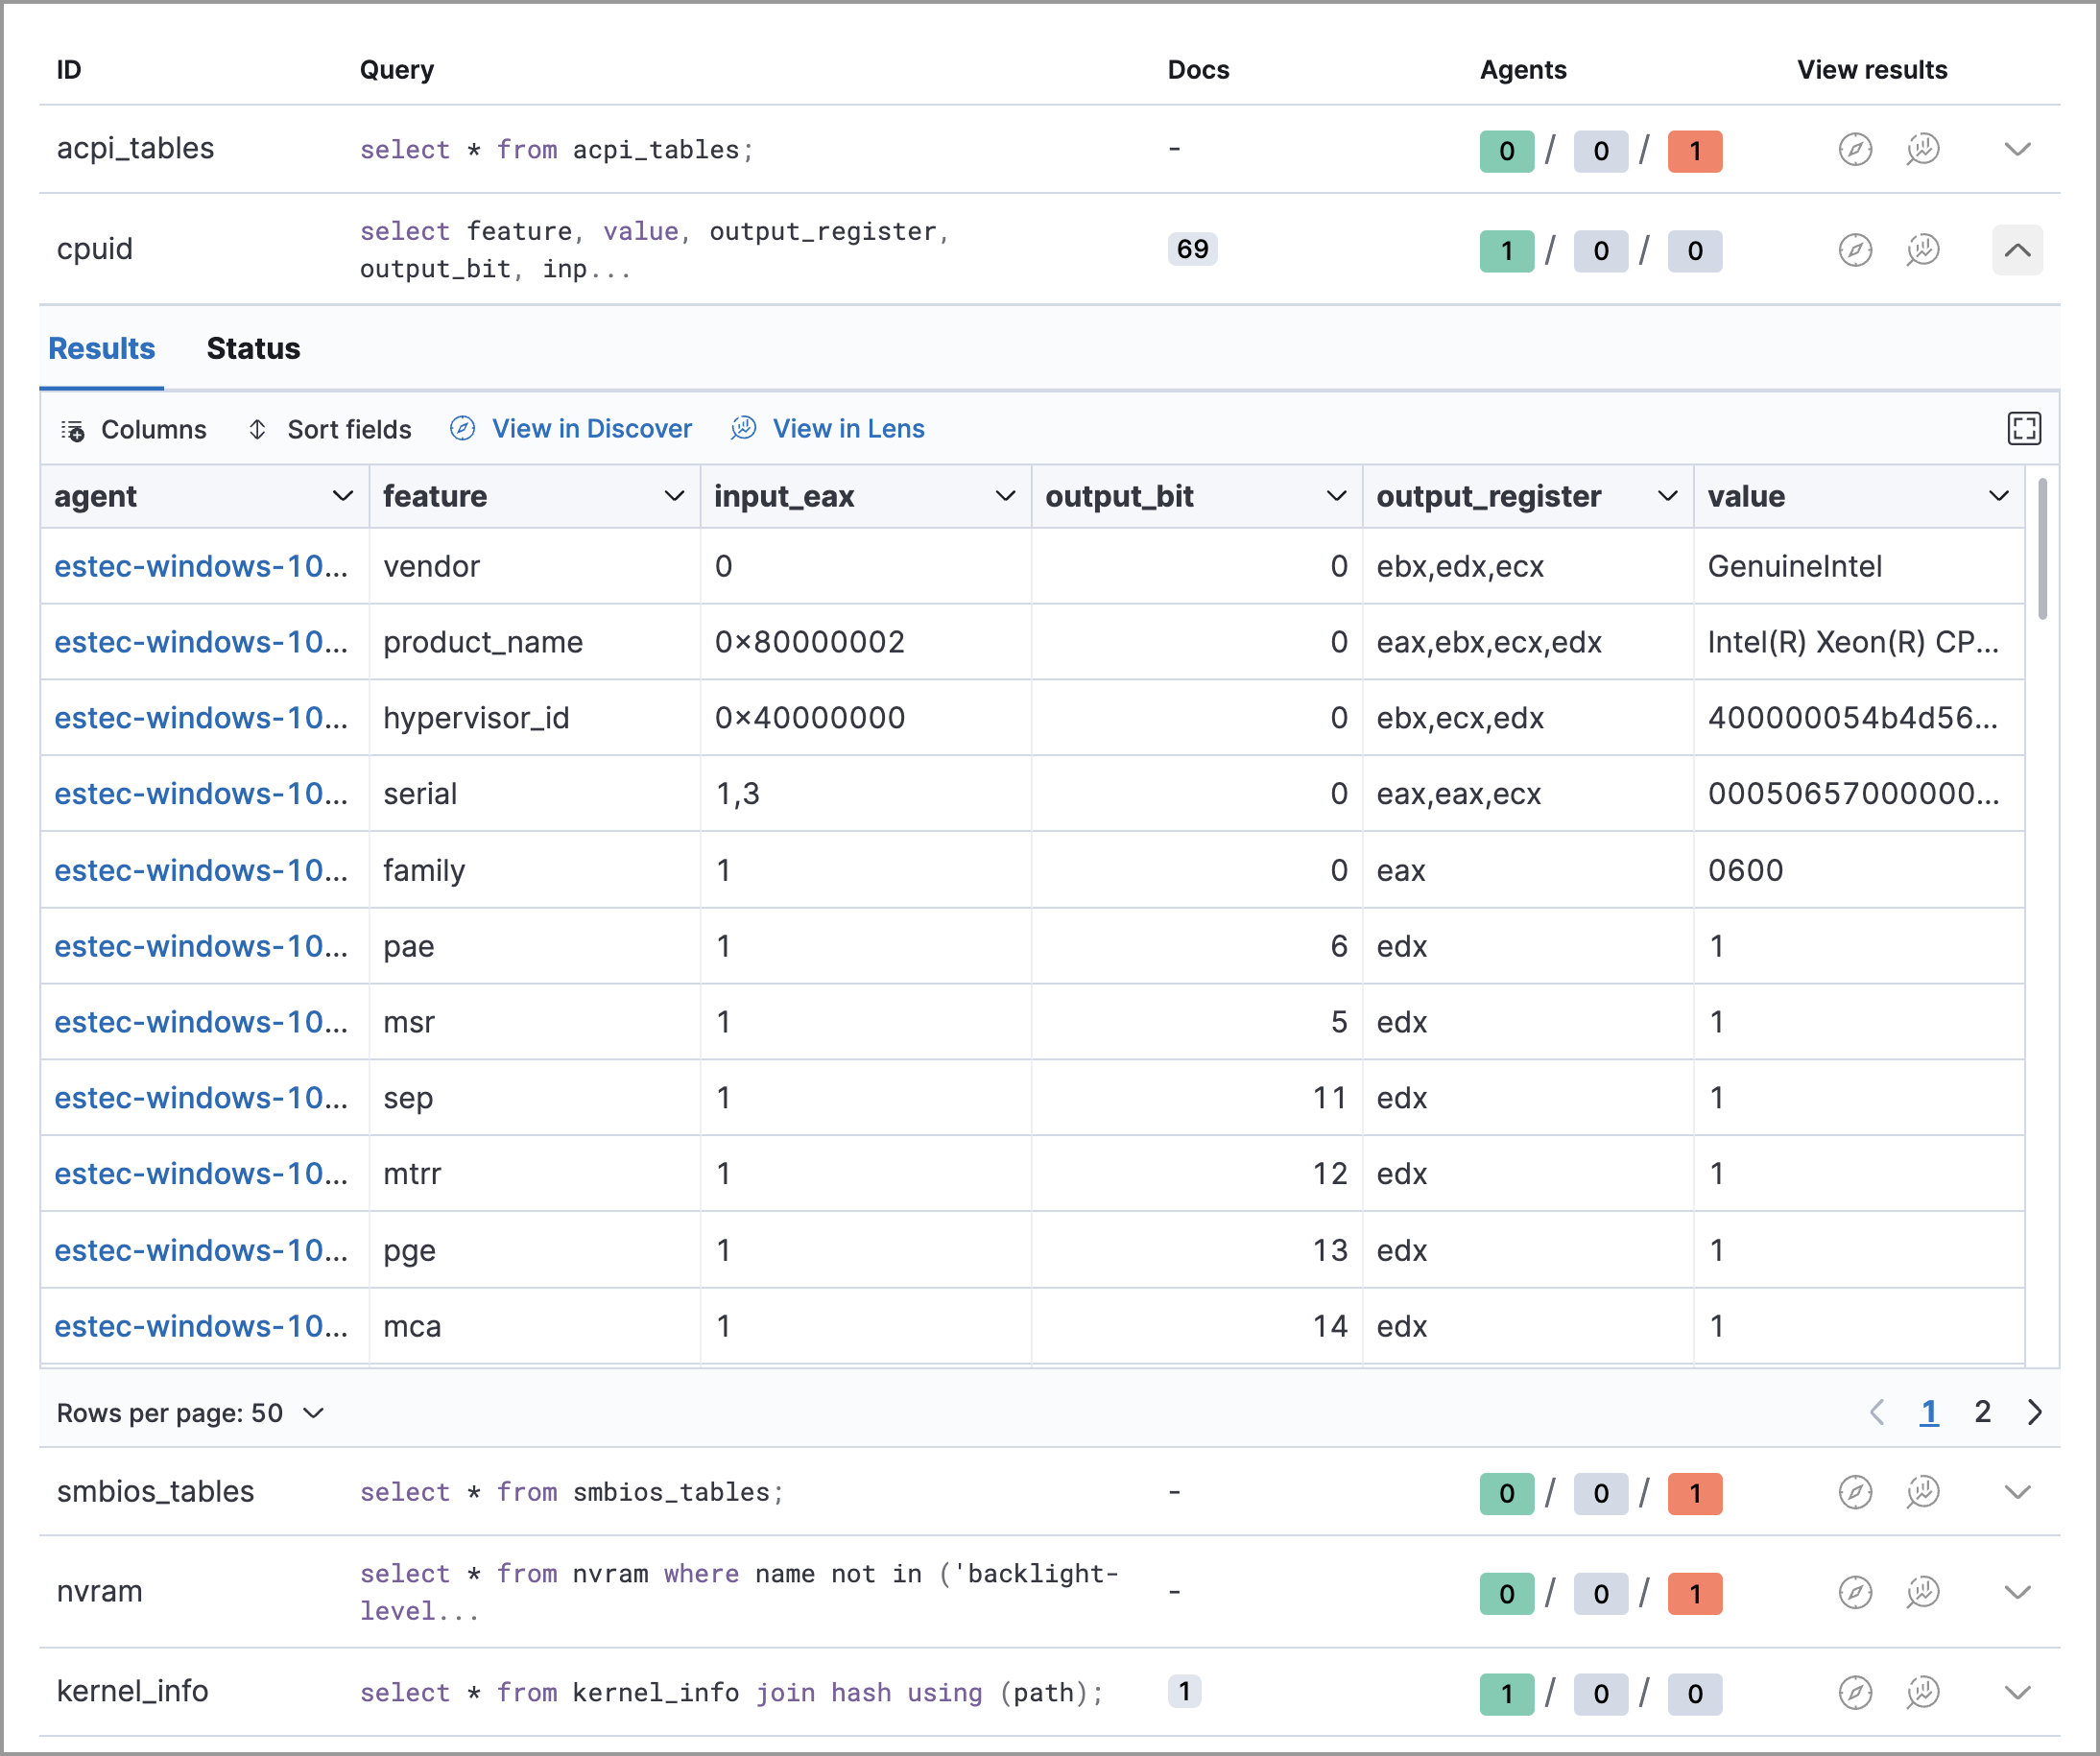 ID Query Docs Agents View results
acpi_tables select * from acpi_tables; - 0 / 0 / 1
cpuid select feature, value, output_register, 69 1 / 0 / 0
output_bit, inp...
Results Status
Columns Sort fields View in Discover View in Lens
agent feature input_eax output_bit output_register value
estec-windows-10... vendor 0 0 ebx,edx,ecx GenuineIntel
estec-windows-10... product_name 0×80000002 0 eax,ebx,ecx,edx Intel(R) Xeon(R) CP...
estec-windows-10... hypervisor_id 0×40000000 0 ebx,ecx,edx 400000054b4d56...
estec-windows-10... serial 1,3 0 eax,eax,ecx 00050657000000...
estec-windows-10... family 1 0 eax 0600
estec-windows-10... pae 1 6 edx 1
estec-windows-10... msr 1 5 edx 1
estec-windows-10... sep 1 11 edx 1
estec-windows-10... mtrr 1 12 edx 1
estec-windows-10... pge 1 13 edx 1
estec-windows-10... mca 1 14 edx 1
Rows per page: 50 1 2
smbios_tables select * from smbios_tables; - 0 / 0 / 1
nvram select * from nvram where name not in ('backlight- - 0 / 0 / 1
level...
kernel_info select * from kernel_info join hash using (path); 1 1 / 0 / 0